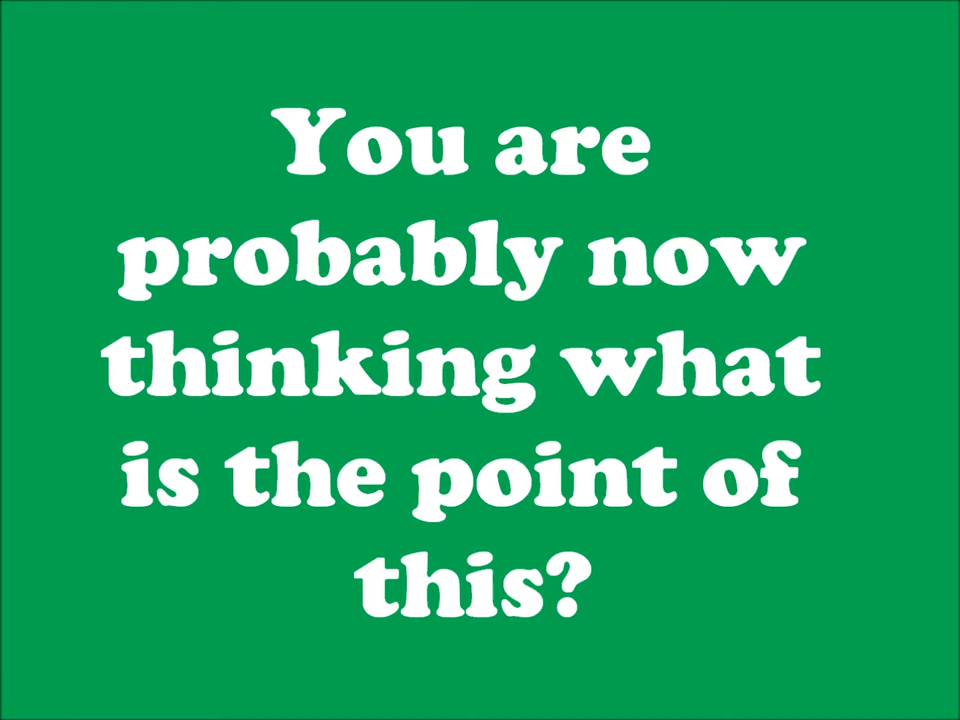 You are
probably now
thinking what
is the point of
this?